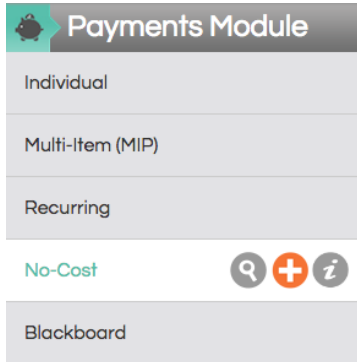 Payments Module
Individual
Multi-Item (MIP)
Recurring
No-Cost
Blackboard